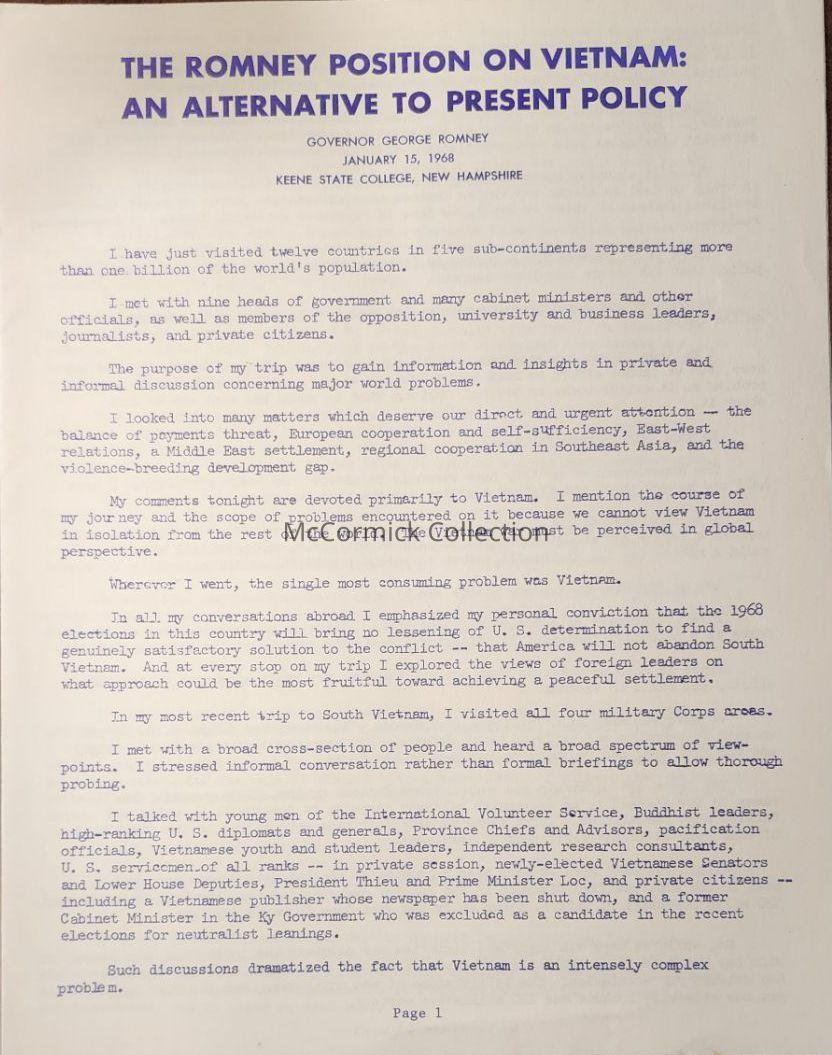 THE ROMNEY POSITION ON VIETNAM:
AN ALTERNATIVE TO PRESENT POLICY
GOVERNOR GEORGE ROMNEY
JANUARY 15, 1968
KEENE STATE COLLEGE, NEW HAMPSHIRE
I have just visited twelve countries in five sub-continents representing more
than one billion of the world's population.
I met with nine heads of government and many cabinet ministers and other
officials, as well as members of the opposition, university and business leaders,
journalists, and private citizens.
The purpose of my trip was to gain information and insights in private and
informal discussion concerning major world problems.
I looked into many matters which deserve our direct and urgent attention -- the
balance of payments threat, European cooperation and self-sufficiency, East-West
relations, a Middle East settlement, regional cooperation in Southeast Asia, and the
violence-breeding development gap.
My comments tonight are devoted primarily to Vietnam. I mention the course of
my jour ney and the scope of problems encountered on it because we cannot view Vietnam
in isolation from the rest of the world. The Vietnam War must be perceived in global
perspective.
McCormick Collection
Wherever I went, the single most consuming problem was Vietnam.
In all my conversations abroad I emphasized my personal conviction that the 1968
elections in this country will bring no lessening of U. S. determination to find a
genuinely satisfactory solution to the conflict -- that America will not abandon South
Vietnam. And at every stop on my trip I explored the views of foreign leaders on
what approach could be the most fruitful toward achieving a peaceful settlement.
In my most recent trip to South Vietnam, I visited all four military Corps areas.
I met with a broad cross-section of people and heard a broad spectrum of view-
points. I stressed informal conversation rather than formal briefings to allow thorough
probing.
I talked with young men of the International Volunteer Service, Buddhist leaders,
high-ranking U. S. diplomats and generals, Province Chiefs and Advisors, pacification
officials, Vietnamese youth and student leaders, independent research consultants,
U. S. servicemen of all ranks -- in private session, newly-elected Vietnamese Senators
and Lower House Deputies, President Thieu and Prime Minister Loc, and private citizens --
including a Vietnamese publisher whose newspaper has been shut down, and a former
Cabinet Minister in the Ky Government who was excluded as a candidate in the recent
elections for neutralist leanings.
Such discussions dramatized the fact that Vietnam is an intensely complex
problem.
Page 1